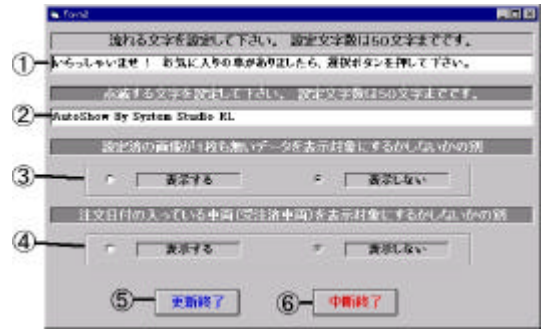 Form2
流れる文字を設定して下さい。 設定文字数は50文字までです。
① いらっしゃいませ！ お気に入りの車がありましたら、選択ボタンを押して下さい。
点滅する文字を設定して下さい。 設定文字数は50文字までです。
② AutoShow By System Studio KL
設定済の画像が1枚も無いデータを表示対象にするかしないかの別
③ 表示する 表示しない
注文日付の入っている車両(受注済車両)を表示対象にするかしないかの別
④ 表示する 表示しない
⑤ 更新終了 ⑥ 中断終了